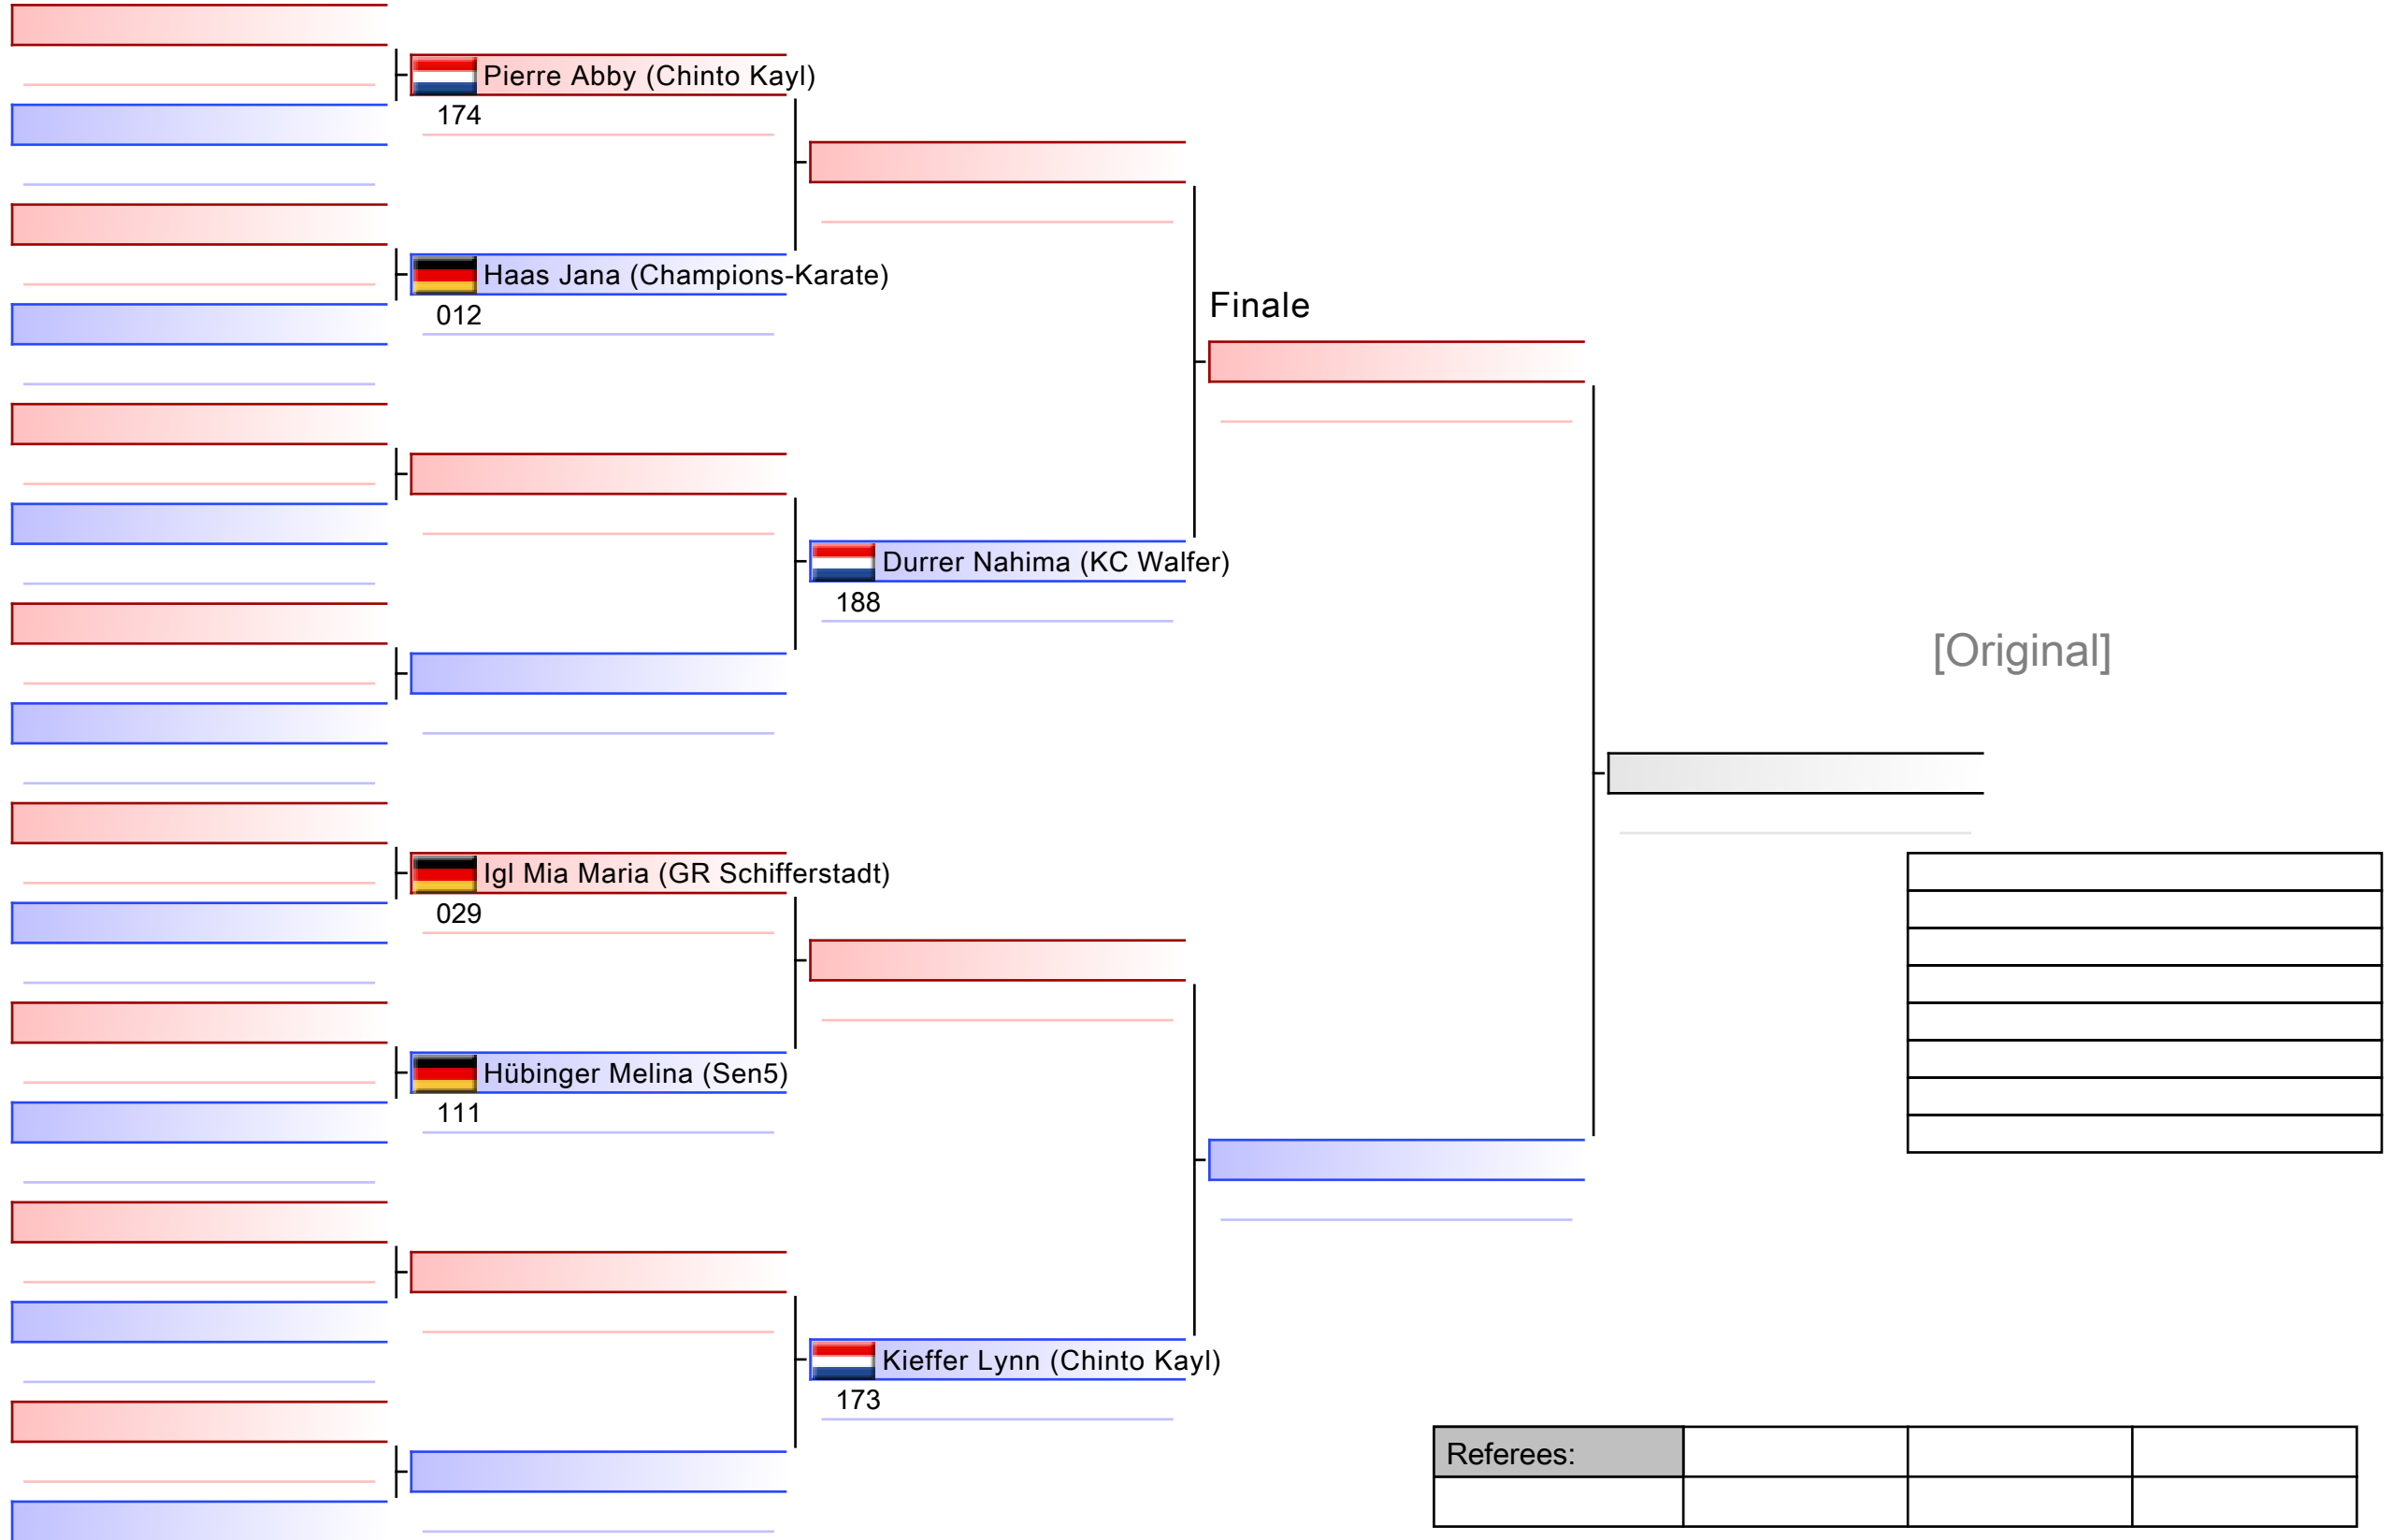 Pierre Abby (Chinto Kayl)
174
Haas Jana (Champions-Karate)
012
Finale
Durrer Nahima (KC Walfer)
188
[Original]
Igl Mia Maria (GR Schifferstadt)
029
Hübinger Melina (Sen5)
111
Kieffer Lynn (Chinto Kayl)
173
Referees: